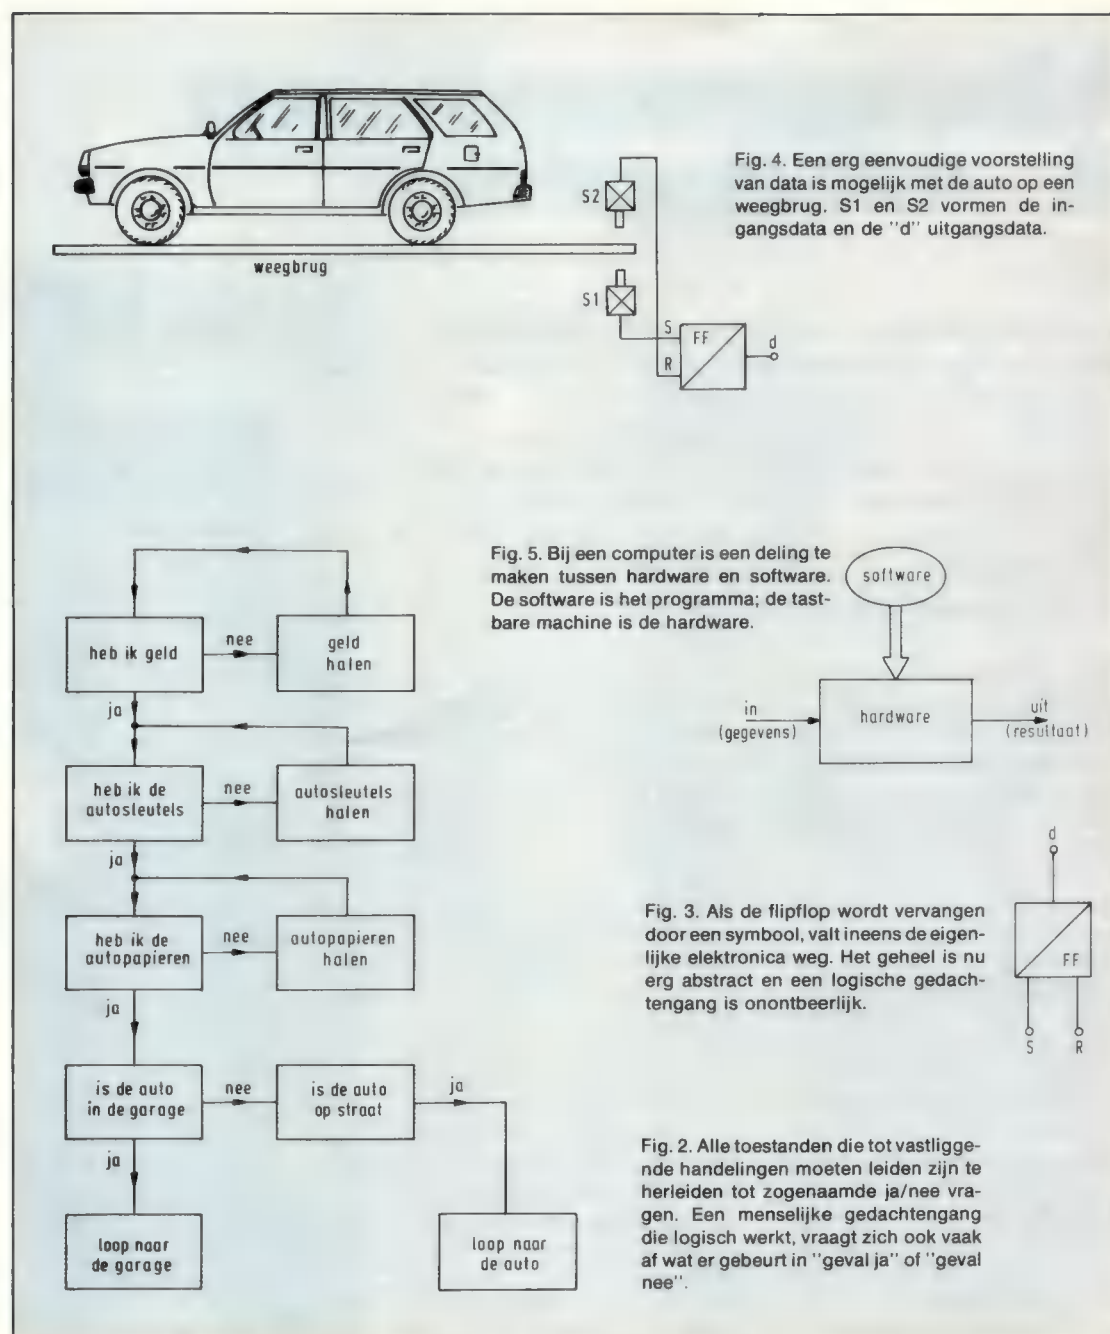 Fig. 4. Een erg eenvoudige voorstelling
van data is mogelijk met de auto op een
weegbrug. S1 en S2 vormen de in-
gangsdata en de "d" uitgangsdata.
S2
weegbrug
S1
S
FF
d
R
Fig. 5. Bij een computer is een deling te
maken tussen hardware en software.
De software is het programma; de tast-
bare machine is de hardware.
software
in
(gegevens)
hardware
uit
(resultaat)
heb ik geld
nee
geld
halen
ja
heb ik de
autosleutels
nee
autosleutels
halen
ja
heb ik de
autopapieren
nee
autopapieren
halen
ja
is de auto
in de garage
nee
is de auto
op straat
ja
ja
loop naar
de garage
loop naar
de auto
Fig. 3. Als de flipflop wordt vervangen
door een symbool, valt ineens de eigen-
lijke elektronica weg. Het geheel is nu
erg abstract en een logische gedach-
tengang is onontbeerlijk.
d
FF
S
R
Fig. 2. Alle toestanden die tot vastliggen-
de handelingen moeten leiden zijn te
herleiden tot zogenaamde ja/nee vra-
gen. Een menselijke gedachtengang
die logisch werkt, vraagt zich ook vaak
af wat er gebeurt in "geval ja" of "geval
nee".